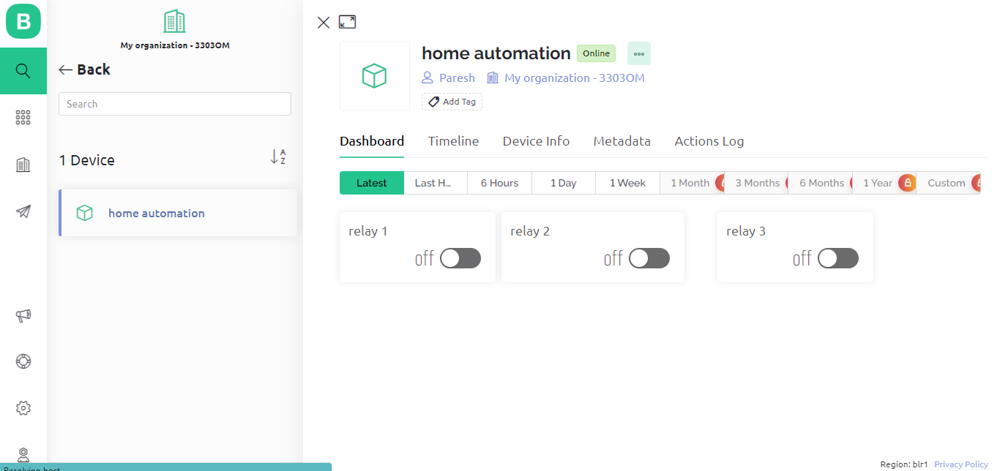 B
My organization - 3303OM
Back
Search
1 Device
A
Z
home automation
home automation Online
Paresh My organization - 3303OM
Add Tag
Dashboard Timeline Device Info Metadata Actions Log
Latest Last H... 6 Hours 1 Day 1 Week 1 Month 3 Months 6 Months 1 Year Custom
relay 1 relay 2 relay 3
off off off
Resolving host
Region: blr1 Privacy Policy